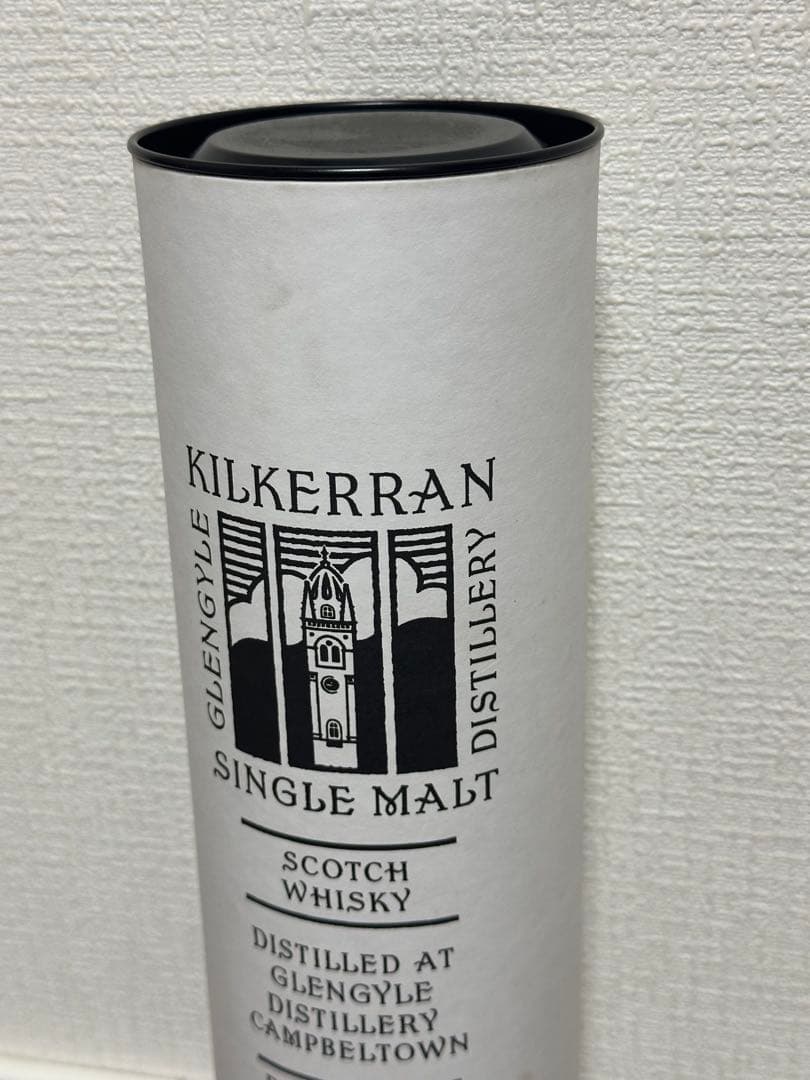 KILKERRAN
GLENGYLE
DISTILLERY
SINGLE MALT
SCOTCH
WHISKY
DISTILLED AT
GLENGYLE
DISTILLERY
CAMPBELTOWN